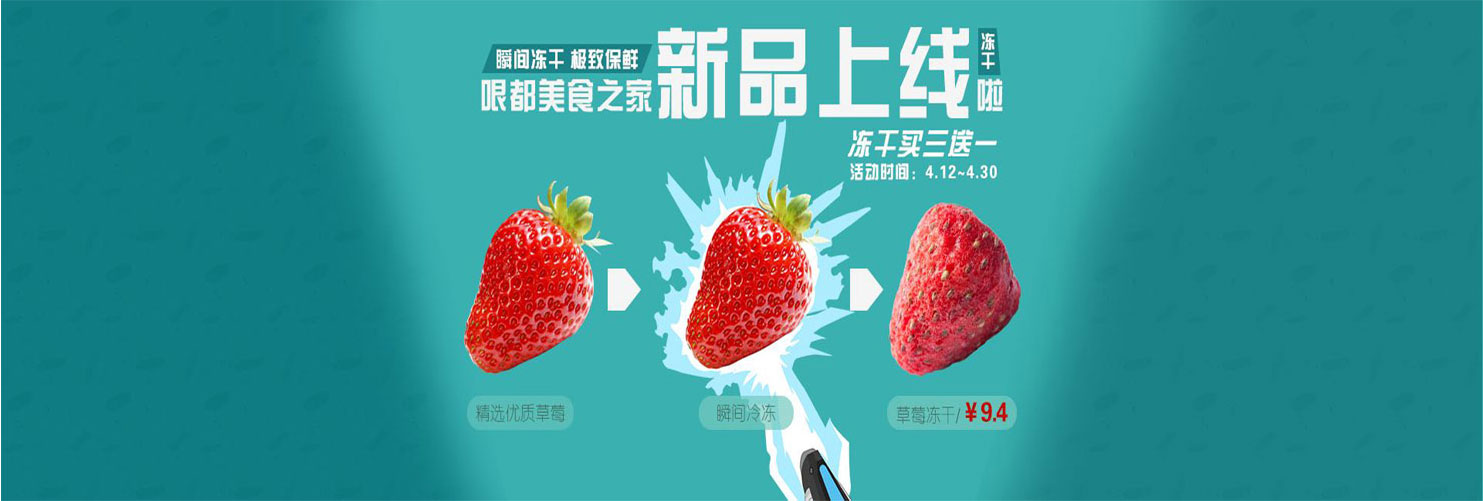 瞬间冻干 极致保鲜
哏都美食之家
新品上线
冻干
啦
冻干买三送一
活动时间：4.12~4.30
精选优质草莓
瞬间冷冻
草莓冻干/¥9.4